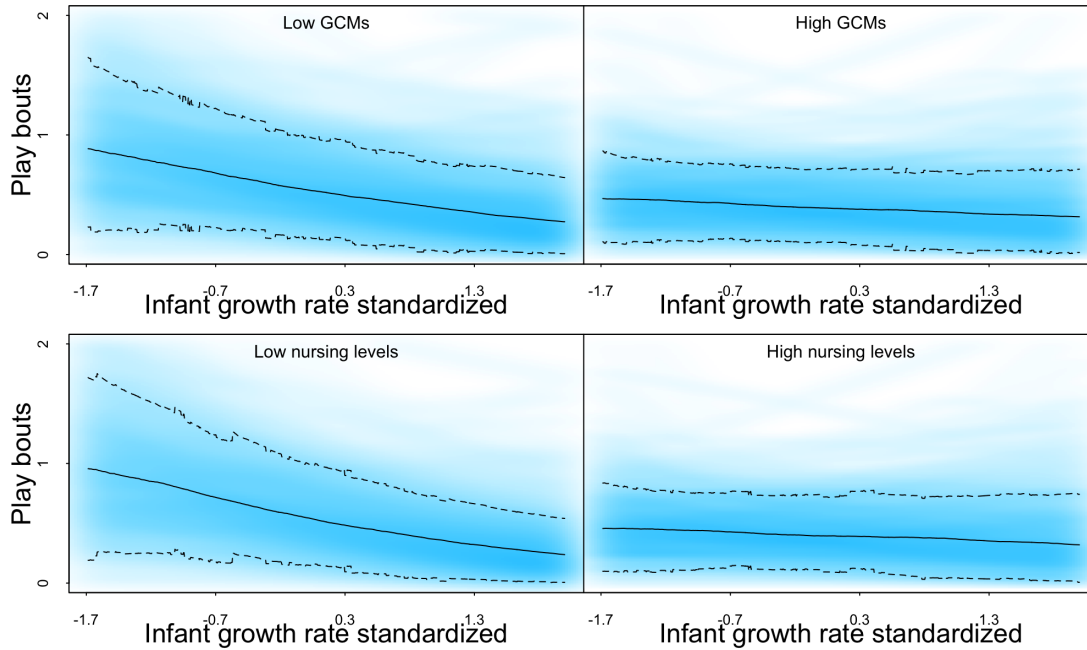 Low GCMs
High GCMs
Play bouts
0 1 2
-1.7 -0.7 0.3 1.3
-1.7 -0.7 0.3 1.3
Infant growth rate standardized
Infant growth rate standardized
Low nursing levels
High nursing levels
Play bouts
0 1 2
-1.7 -0.7 0.3 1.3
-1.7 -0.7 0.3 1.3
Infant growth rate standardized
Infant growth rate standardized